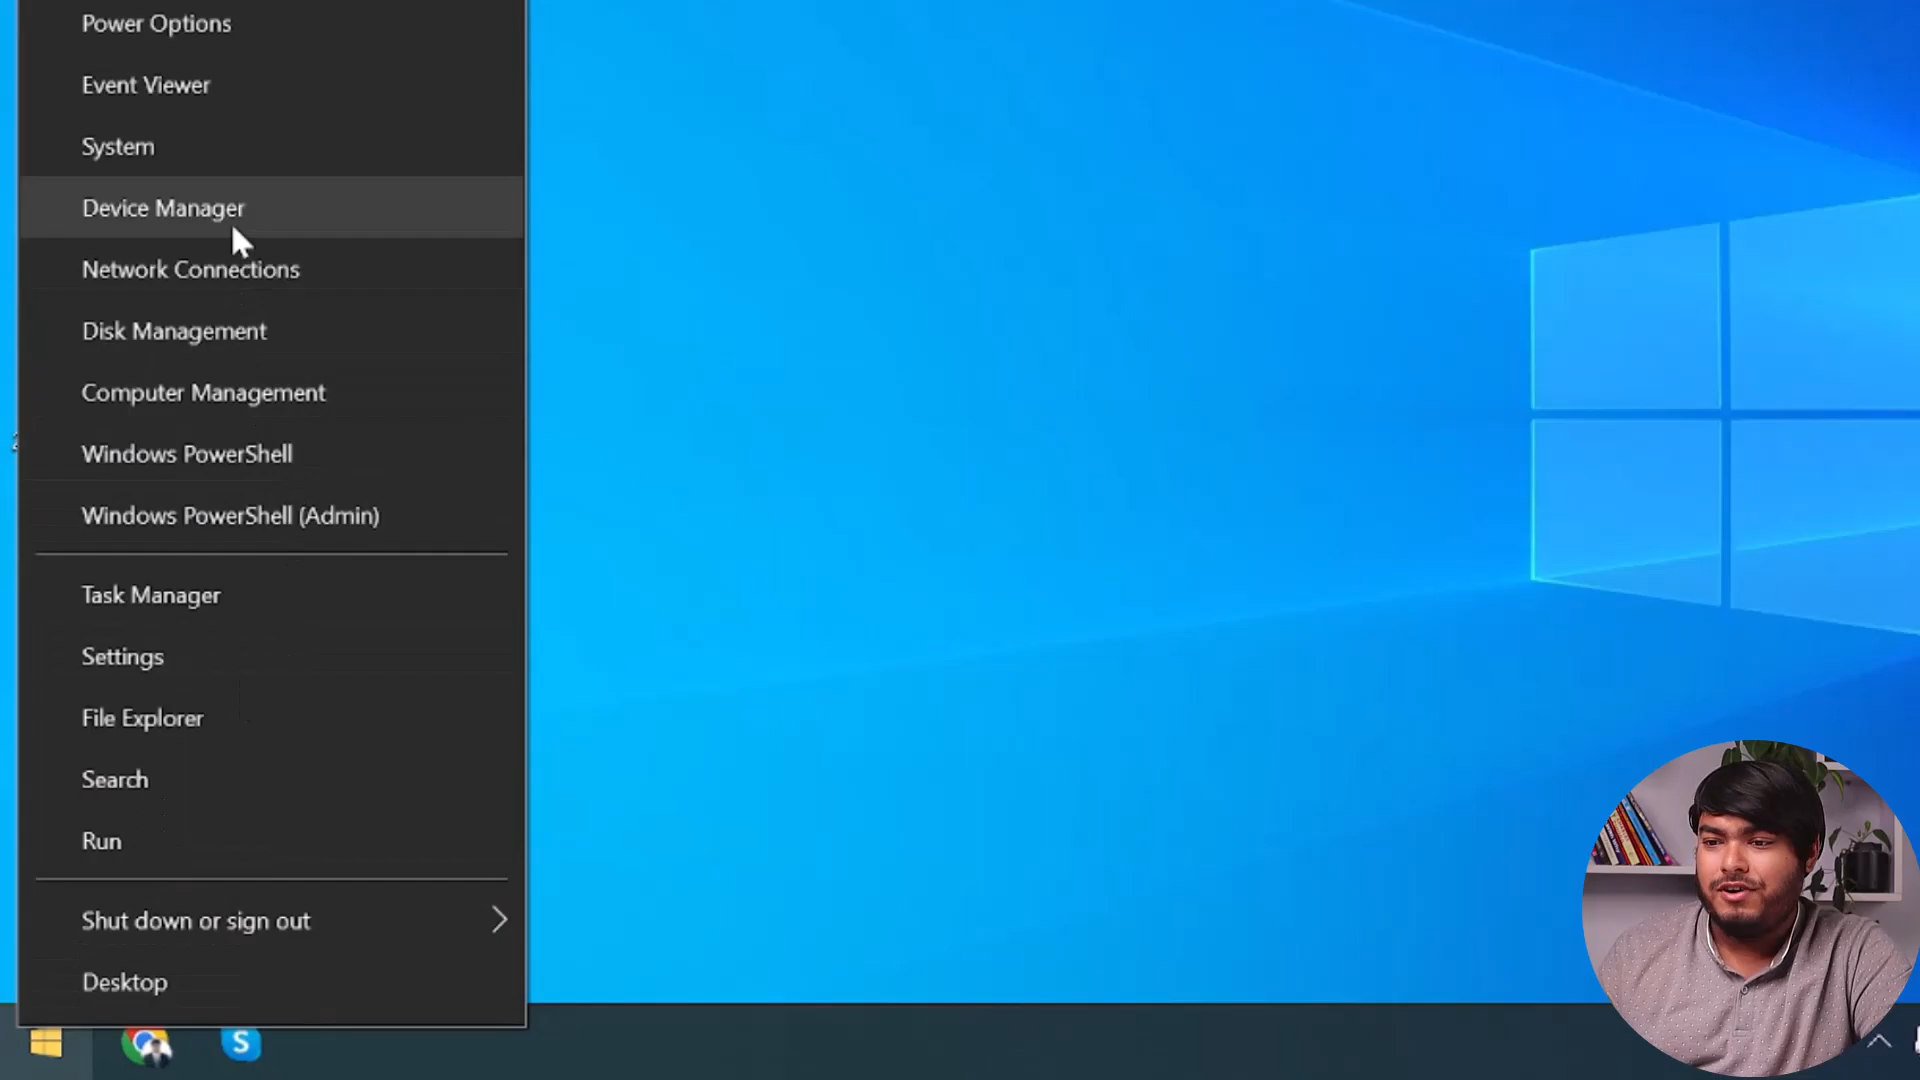 Power Options
Event Viewer
System
Device Manager
Network Connections
Disk Management
Computer Management
Windows PowerShell
Windows PowerShell (Admin)
Task Manager
Settings
File Explorer
Search
Run
Shut down or sign out
Desktop
S